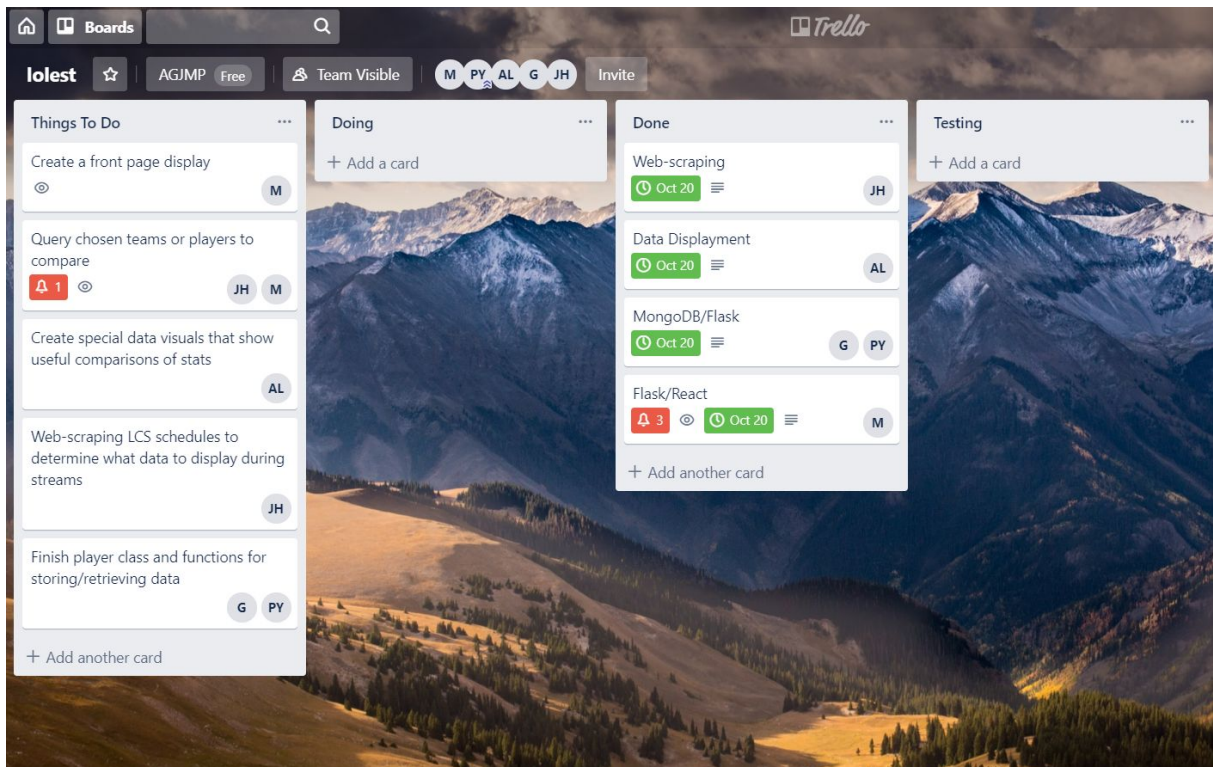 Boards
Trello
lolest
AGJMP Free
Team Visible
M PY AL G JH
Invite
Things To Do
Create a front page display
M
Query chosen teams or players to
compare
1
JH M
Create special data visuals that show
useful comparisons of stats
AL
Web-scraping LCS schedules to
determine what data to display during
streams
JH
Finish player class and functions for
storing/retrieving data
G PY
+ Add another card
Doing
+ Add a card
Done
Web-scraping
Oct 20
JH
Data Displayment
Oct 20
AL
MongoDB/Flask
Oct 20
G PY
Flask/React
3 Oct 20
M
+ Add another card
Testing
+ Add a card